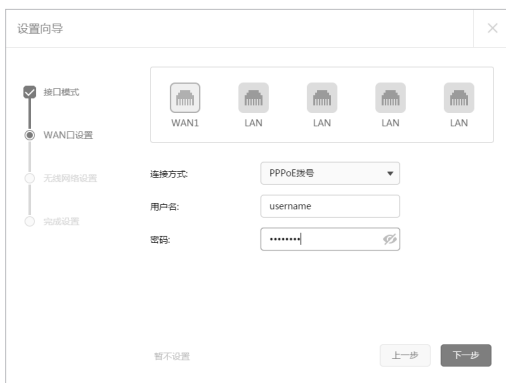 设置向导
接口模式
WAN口设置
无线网络设置
完成设置
WAN1 LAN LAN LAN LAN
连接方式: PPPoE拨号
用户名: username
密码: ••••••••
暂不设置 上一步 下一步